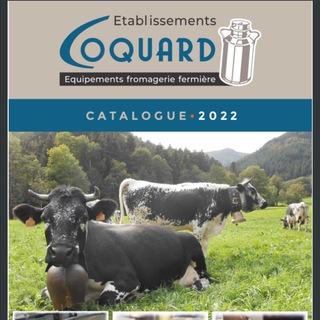 Etablissements
COQUARD
Equipements fromagerie fermière
CATALOGUE • 2022